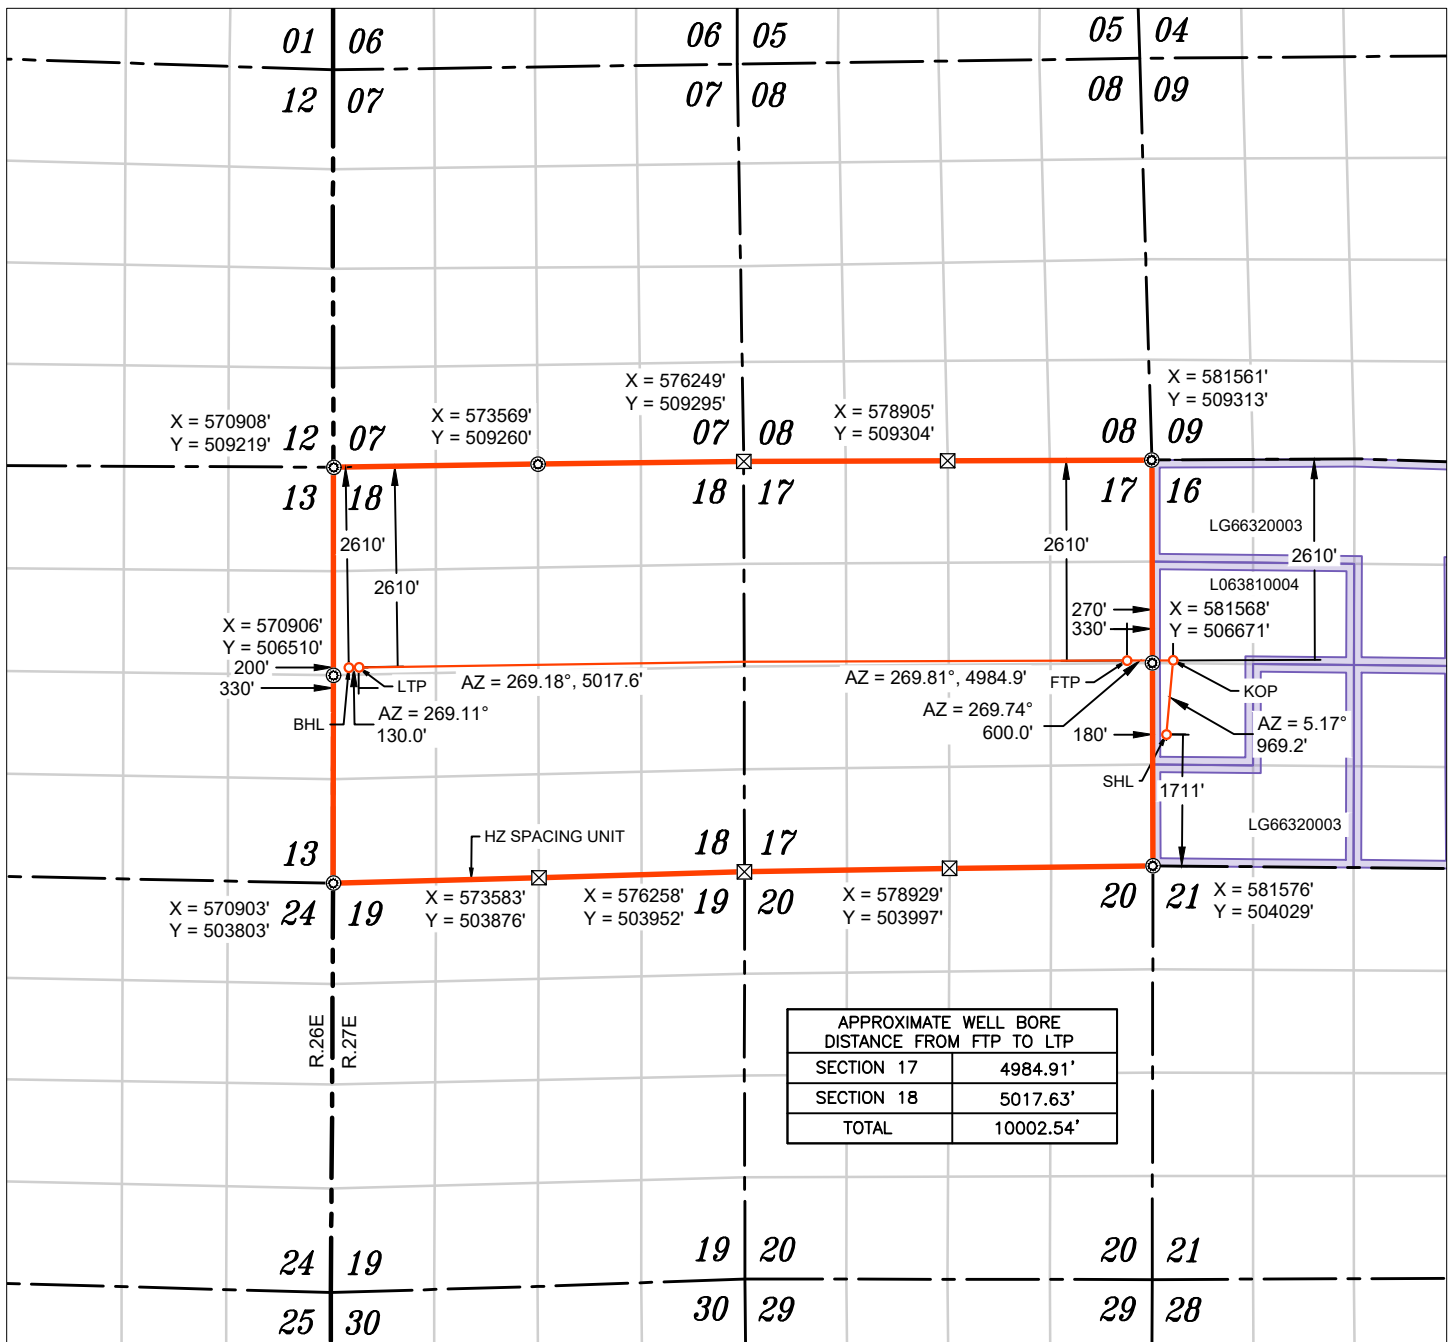 01 06
06 05
05 04
12 07
07 08
08 09
X = 576249'
Y = 509295'
X = 581561'
Y = 509313'
X = 570908'
Y = 509219'
X = 573569'
Y = 509260'
X = 578905'
Y = 509304'
12 07
07 08
08 09
13 18
18 17
17 16
LG66320003
2610'
2610'
2610'
2610'
L063810004
270'
330'
X = 581568'
Y = 506671'
X = 570906'
Y = 506510'
200'
330'
LTP
AZ = 269.18°, 5017.6'
AZ = 269.81°, 4984.9'
FTP
KOP
BHL
AZ = 269.11°
130.0'
AZ = 269.74°
600.0'
180'
AZ = 5.17°
969.2'
SHL
1711'
LG66320003
HZ SPACING UNIT
13
18 17
X = 570903'
Y = 503803'
24 19
X = 573583'
Y = 503876'
X = 576258'
Y = 503952'
19 20
X = 578929'
Y = 503997'
20 21
X = 581576'
Y = 504029'
R.26E
R.27E
APPROXIMATE WELL BORE
DISTANCE FROM FTP TO LTP
SECTION 17 4984.91'
SECTION 18 5017.63'
TOTAL 10002.54'
24 19
19 20
20 21
25 30
30 29
29 28